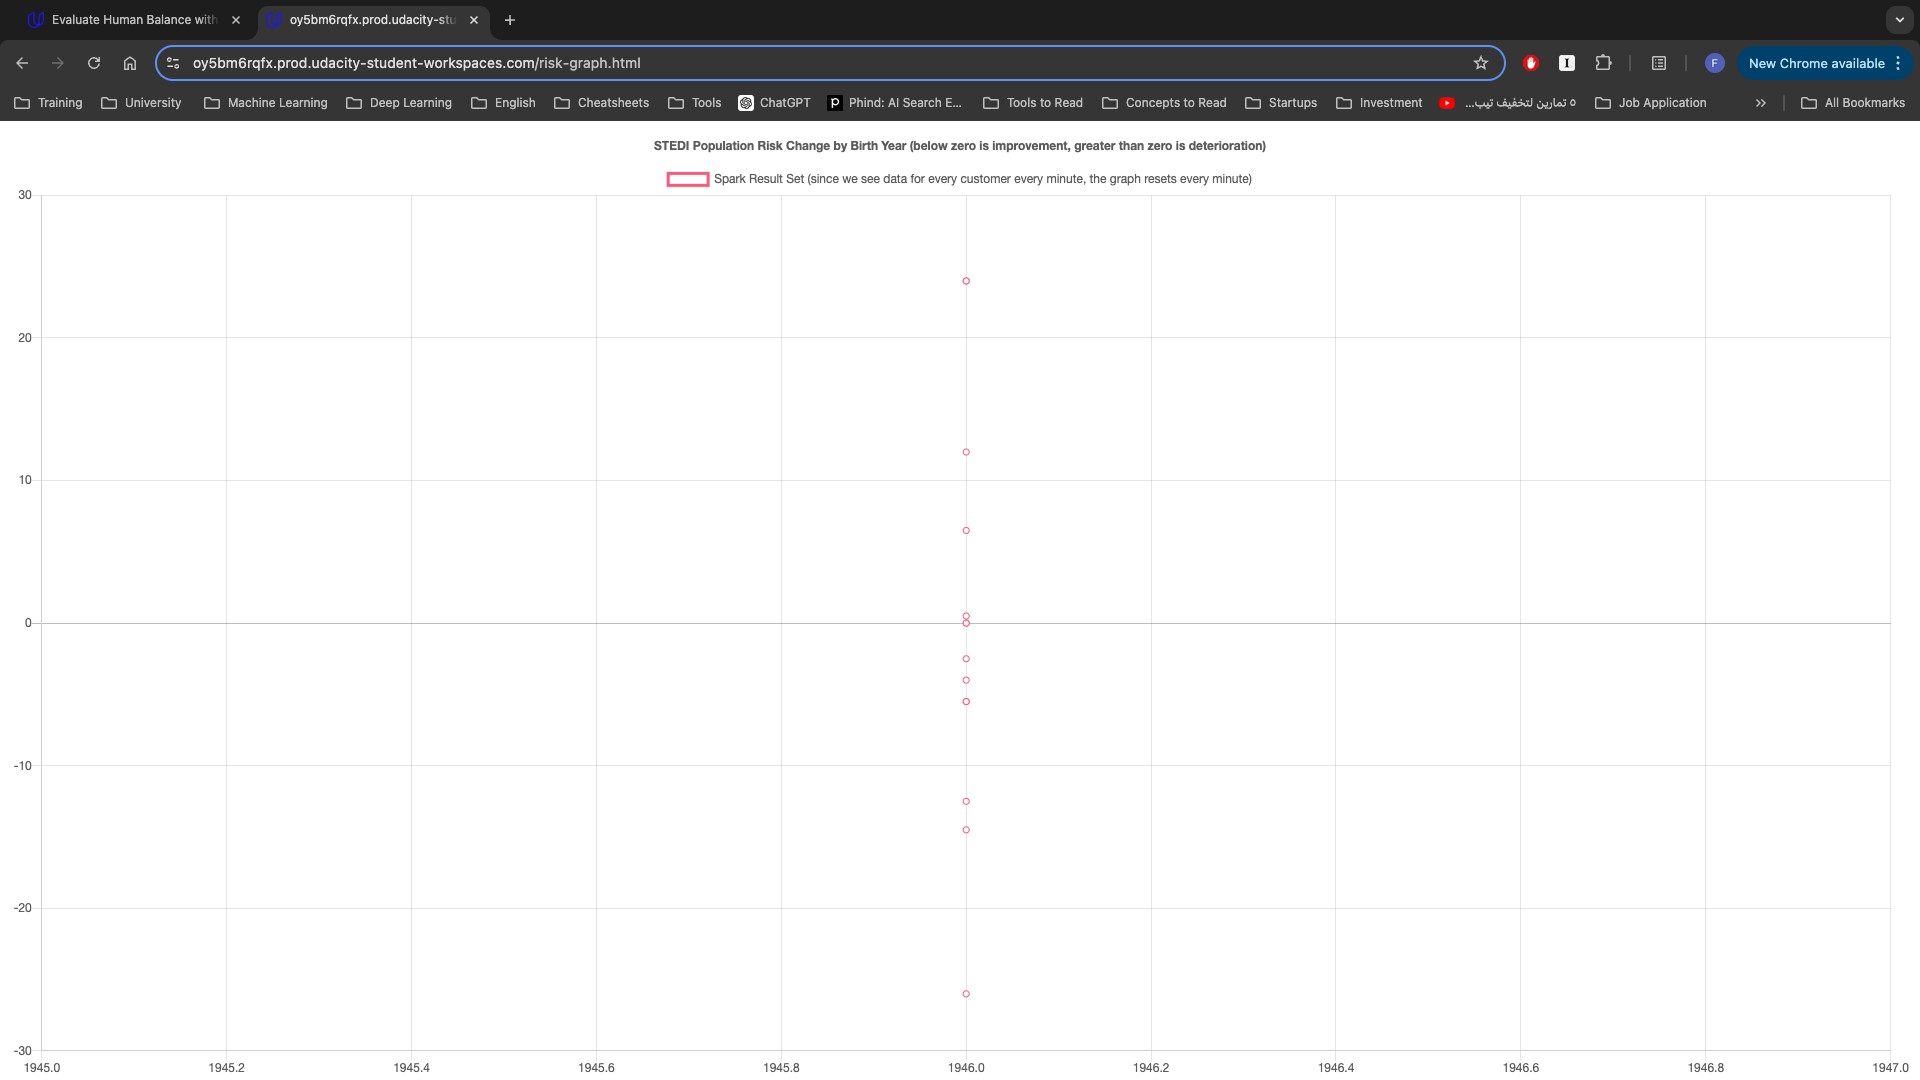 Evaluate Human Balance with
oy5bm6rqfx.prod.udacity-stu
oy5bm6rqfx.prod.udacity-student-workspaces.com/risk-graph.html
I
F
New Chrome available
Training
University
Machine Learning
Deep Learning
English
Cheatsheets
Tools
ChatGPT
Phind: AI Search E...
Tools to Read
Concepts to Read
Startups
Investment
٥ تمارين لتخفيف تيب...
Job Application
All Bookmarks
STEDI Population Risk Change by Birth Year (below zero is improvement, greater than zero is deterioration)
Spark Result Set (since we see data for every customer every minute, the graph resets every minute)
30
20
10
0
-10
-20
-30
1945.0 1945.2 1945.4 1945.6 1945.8 1946.0 1946.2 1946.4 1946.6 1946.8 1947.0